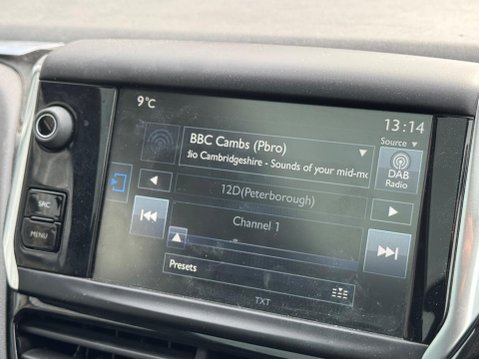 9°C
13:14
BBC Cambs (Pbro)
Source
dio Cambridgeshire - Sounds of your mid-mo
DAB
Radio
12D(Peterborough)
SRC
Channel 1
MENU
Presets
TXT